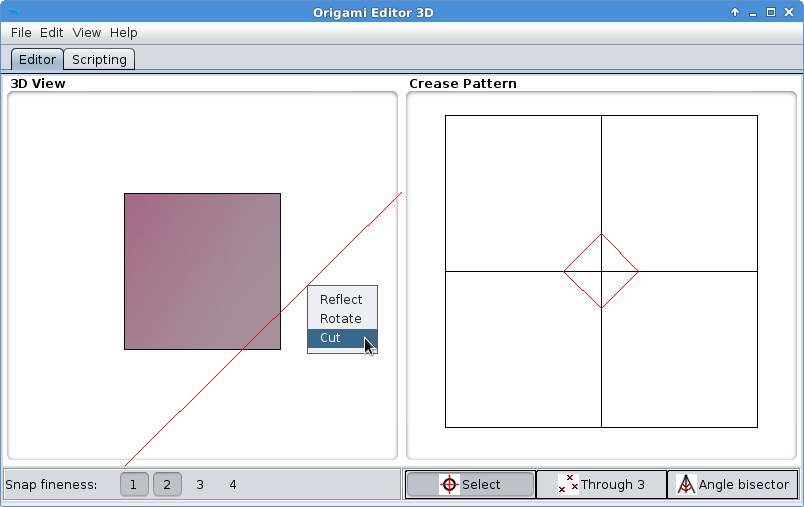 Origami Editor 3D
File Edit View Help
Editor Scripting
3D View
Crease Pattern
Reflect
Rotate
Cut
Snap fineness: 1 2 3 4
Select Through 3 Angle bisector